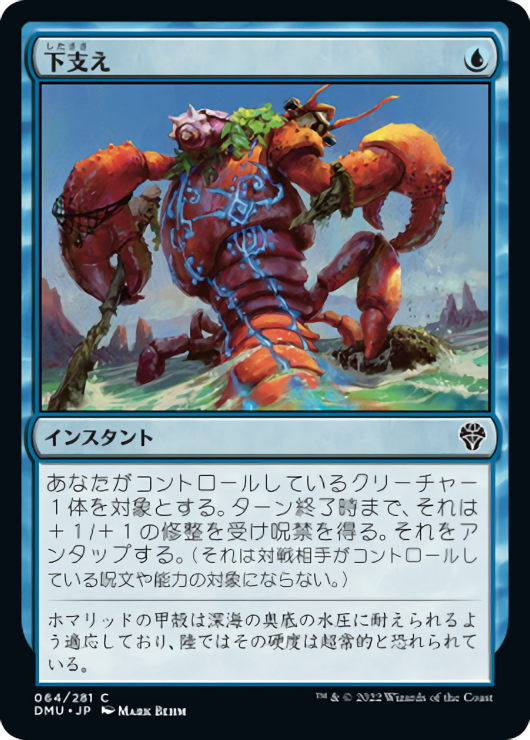 したささ
下支え
インスタント
あなたがコントロールしているクリーチャー
１体を対象とする。ターン終了時まで、それは
＋１/＋１の修整を受け呪禁を得る。それをア
ンタップする。（それは対戦相手がコントロールし
ている呪文や能力の対象にならない。）
ホマリッドの甲殻は深海の奥底の水圧に耐えられるよ
う適応しており、陸ではその硬度は超常的と恐れられて
いる。
064/281 C
™ & © 2022 Wizards of the Coast
DMU・JP Mark Behm